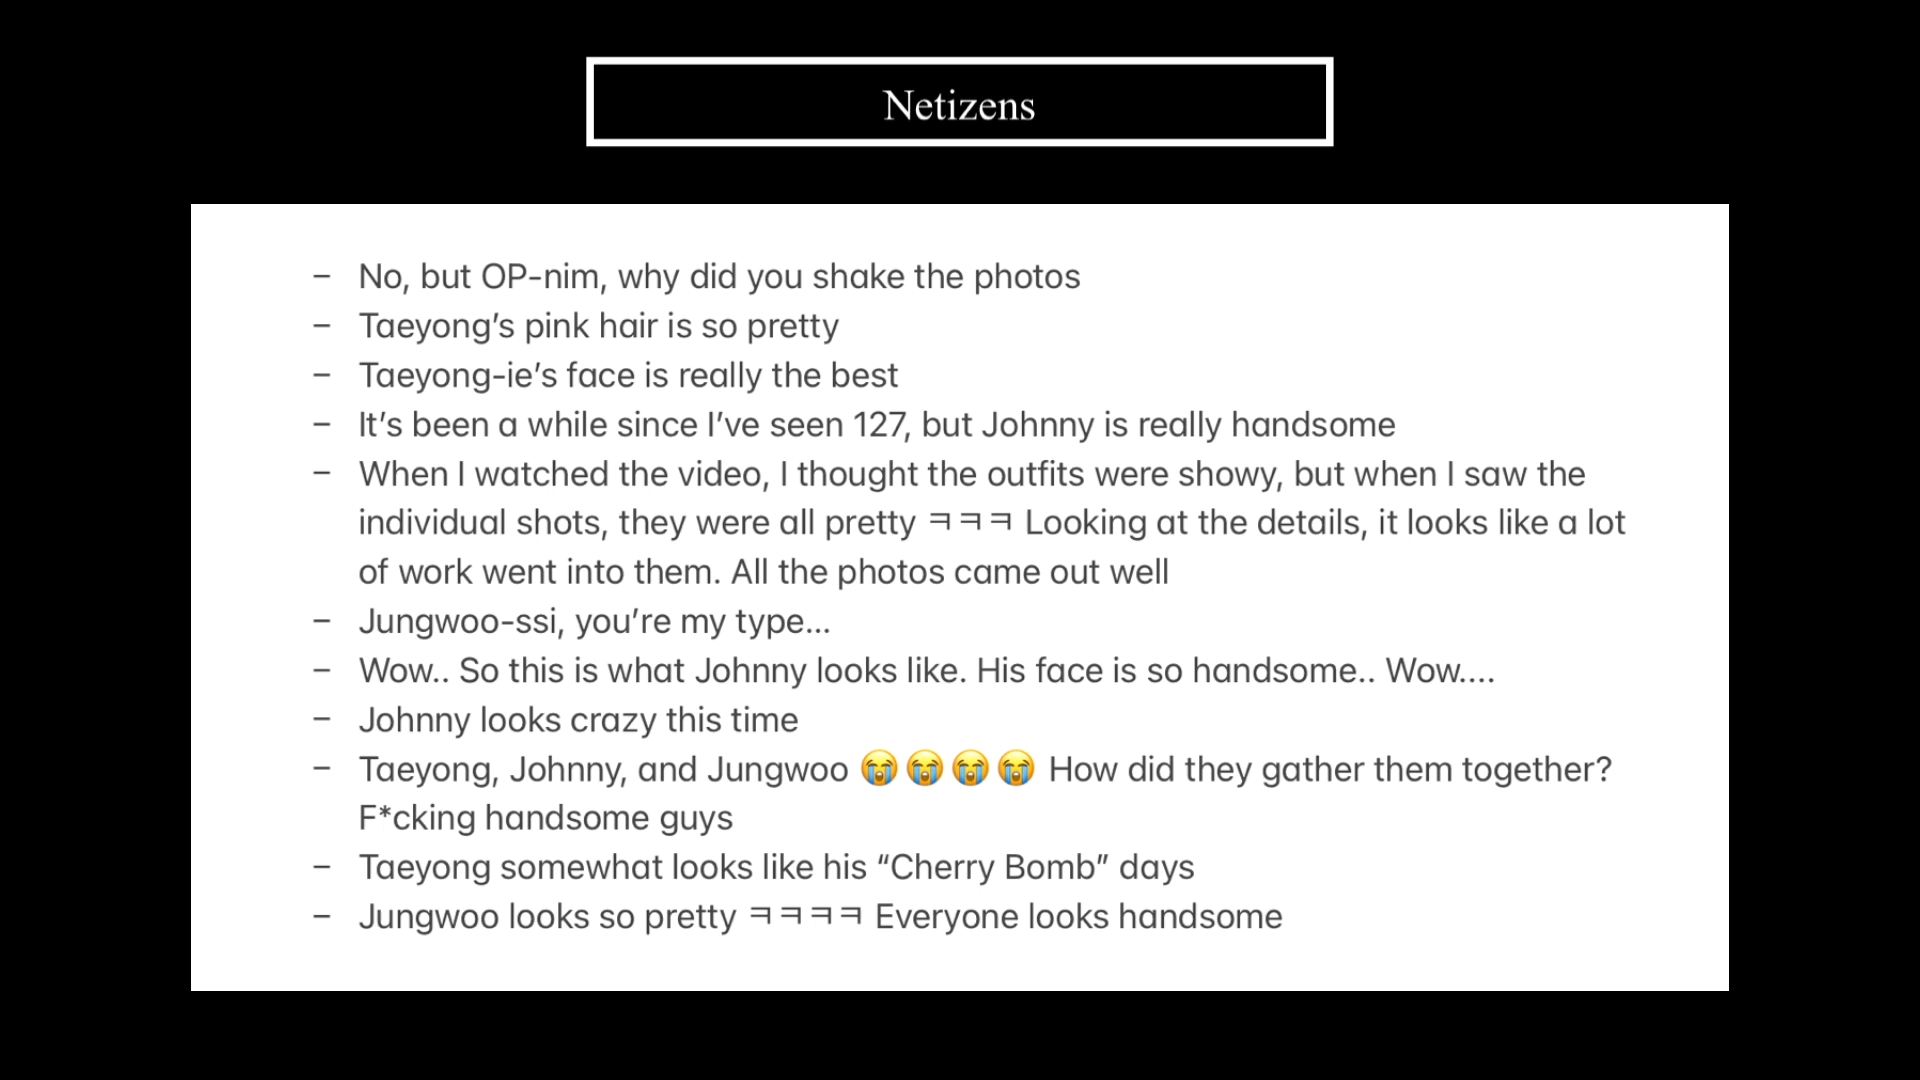 Netizens
– No, but OP-nim, why did you shake the photos
– Taeyong’s pink hair is so pretty
– Taeyong-ie’s face is really the best
– It’s been a while since I’ve seen 127, but Johnny is really handsome
– When I watched the video, I thought the outfits were showy, but when I saw the
individual shots, they were all pretty ㅋㅋㅋ Looking at the details, it looks like a lot
of work went into them. All the photos came out well
– Jungwoo-ssi, you’re my type...
– Wow.. So this is what Johnny looks like. His face is so handsome.. Wow....
– Johnny looks crazy this time
– Taeyong, Johnny, and Jungwoo 😭😭😭😭 How did they gather them together?
F*cking handsome guys
– Taeyong somewhat looks like his “Cherry Bomb” days
– Jungwoo looks so pretty ㅋㅋㅋㅋ Everyone looks handsome